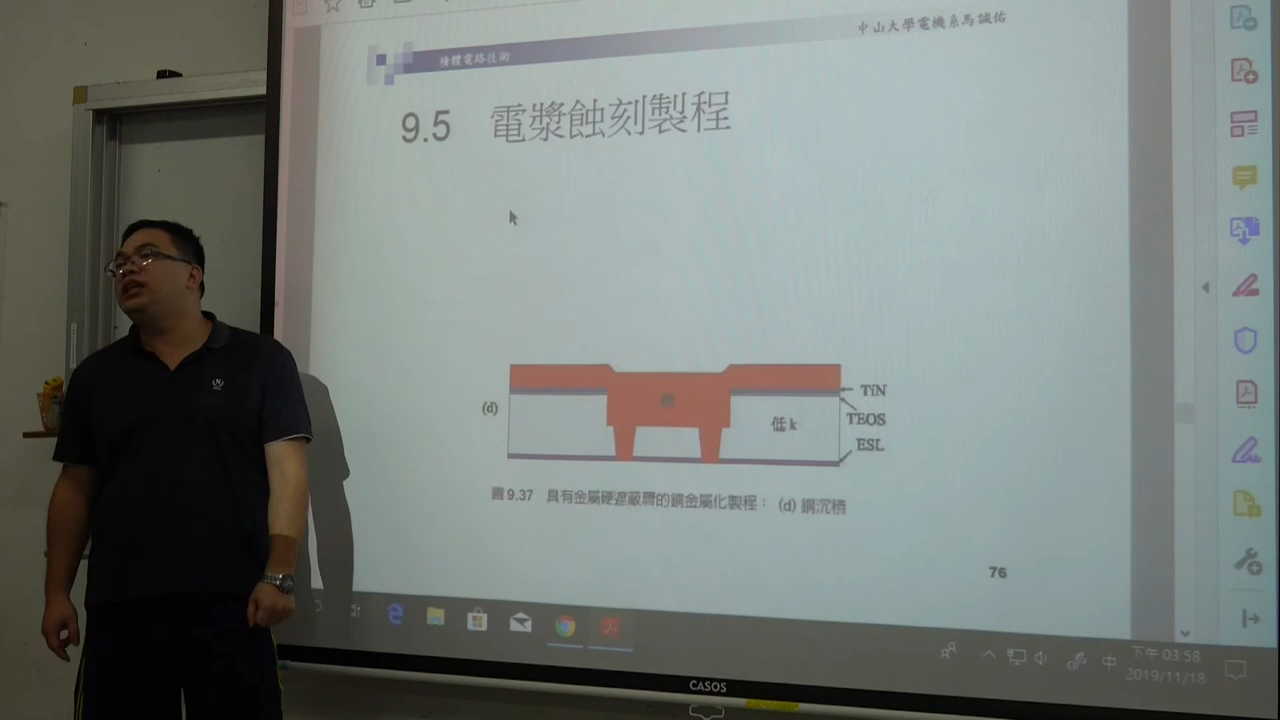 中山大學電機系馬誠佑
積體電路技術
9.5 電漿蝕刻製程
TiN
(d)
TEOS
低 k
ESL
圖 9.37 具有金屬硬遮蔽層的銅金屬化製程： (d) 銅沉積
76
中
下午 03:58
2019/11/18
CASOS